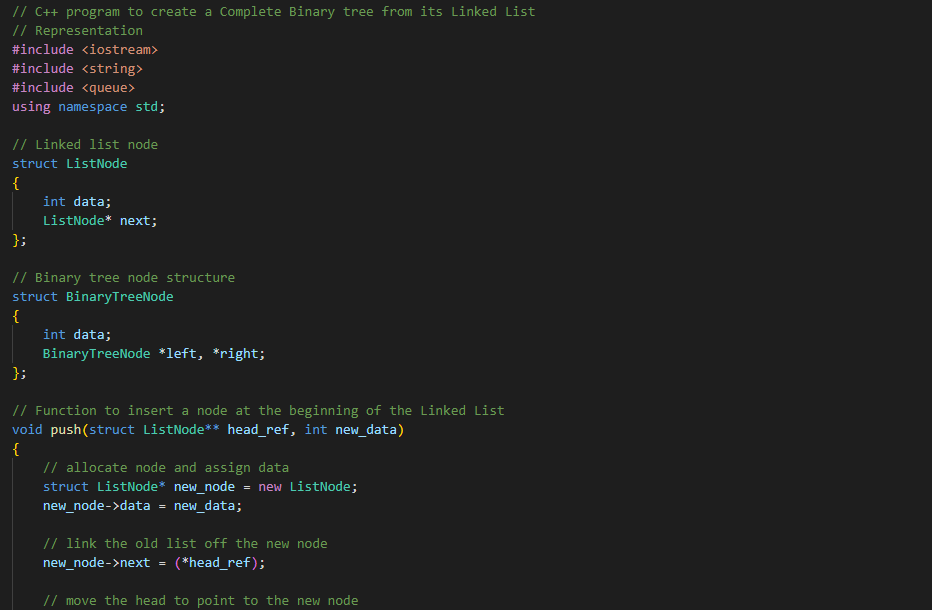 // C++ program to create a Complete Binary tree from its Linked List
// Representation
#include <iostream>
#include <string>
#include <queue>
using namespace std;

// Linked list node
struct ListNode
{
    int data;
    ListNode* next;
};

// Binary tree node structure
struct BinaryTreeNode
{
    int data;
    BinaryTreeNode *left, *right;
};

// Function to insert a node at the beginning of the Linked List
void push(struct ListNode** head_ref, int new_data)
{
    // allocate node and assign data
    struct ListNode* new_node = new ListNode;
    new_node->data = new_data;

    // link the old list off the new node
    new_node->next = (*head_ref);

    // move the head to point to the new node